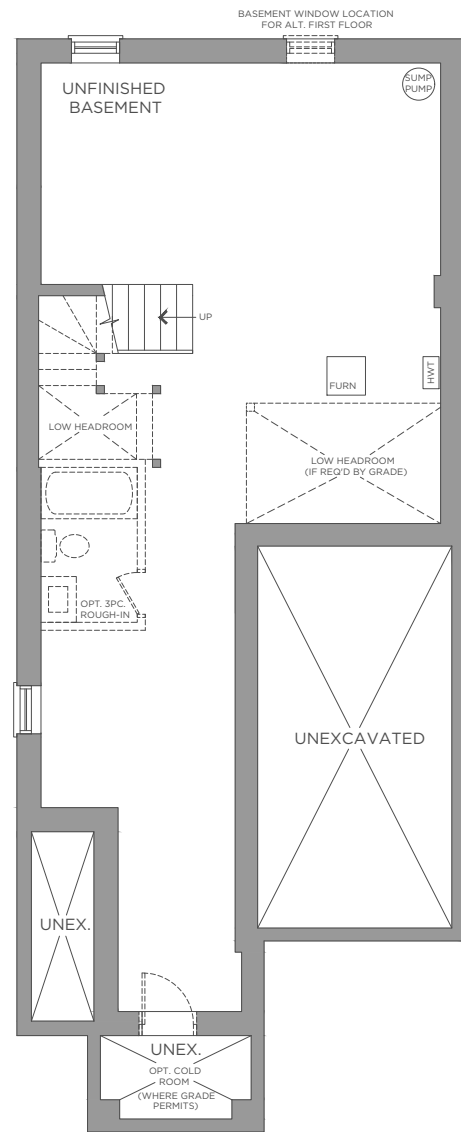 BASEMENT WINDOW LOCATION
FOR ALT. FIRST FLOOR
UNFINISHED
BASEMENT
SUMP
PUMP
UP
FURN
HWT
LOW HEADROOM
LOW HEADROOM
(IF REQ'D BY GRADE)
OPT. 3PC.
ROUGH-IN
UNEXCAVATED
UNEX.
UNEX.
OPT. COLD
ROOM
(WHERE GRADE
PERMITS)